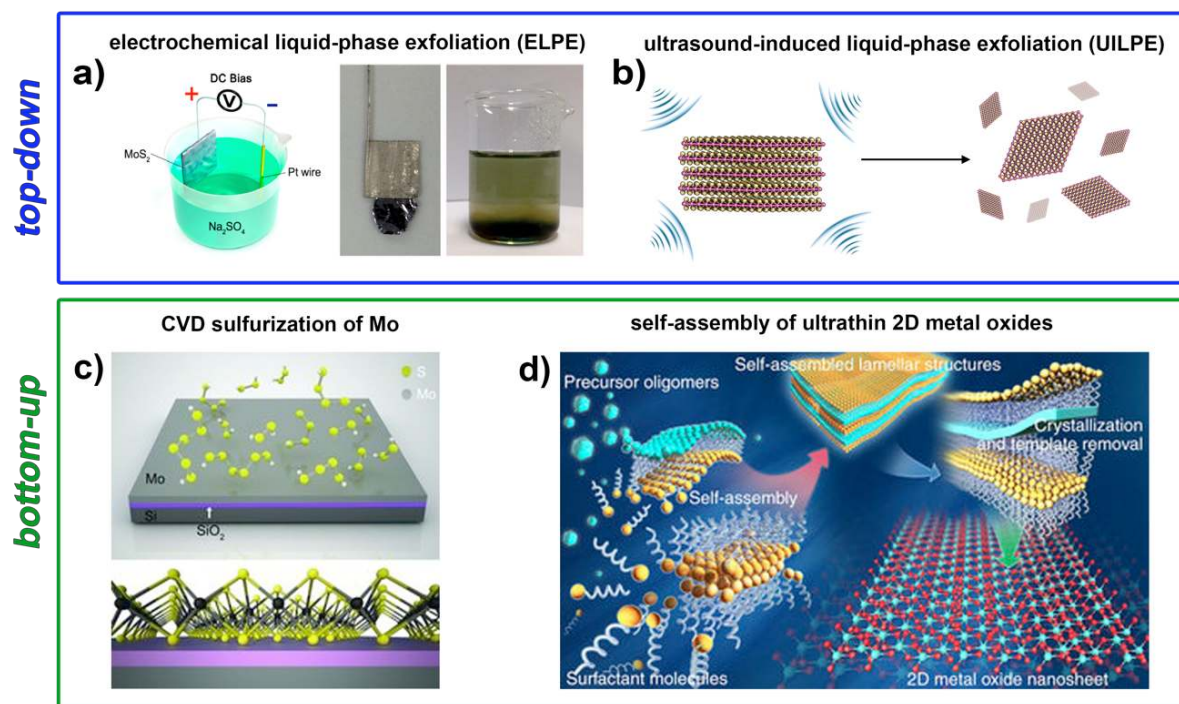 top-down
electrochemical liquid-phase exfoliation (ELPE)
a)
DC Bias
+
V
−
MoS₂
Pt wire
Na₂SO₄
ultrasound-induced liquid-phase exfoliation (UILPE)
b)
bottom-up
CVD sulfurization of Mo
c)
S
Mo
Mo
Si
SiO₂
self-assembly of ultrathin 2D metal oxides
d)
Precursor oligomers
Self-assembled lamellar structures
Crystallization
and template removal
Self-assembly
Surfactant molecules
2D metal oxide nanosheet